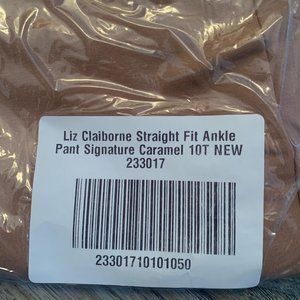 Liz Claiborne Straight Fit Ankle
Pant Signature Caramel 10T NEW
233017
23301710101050